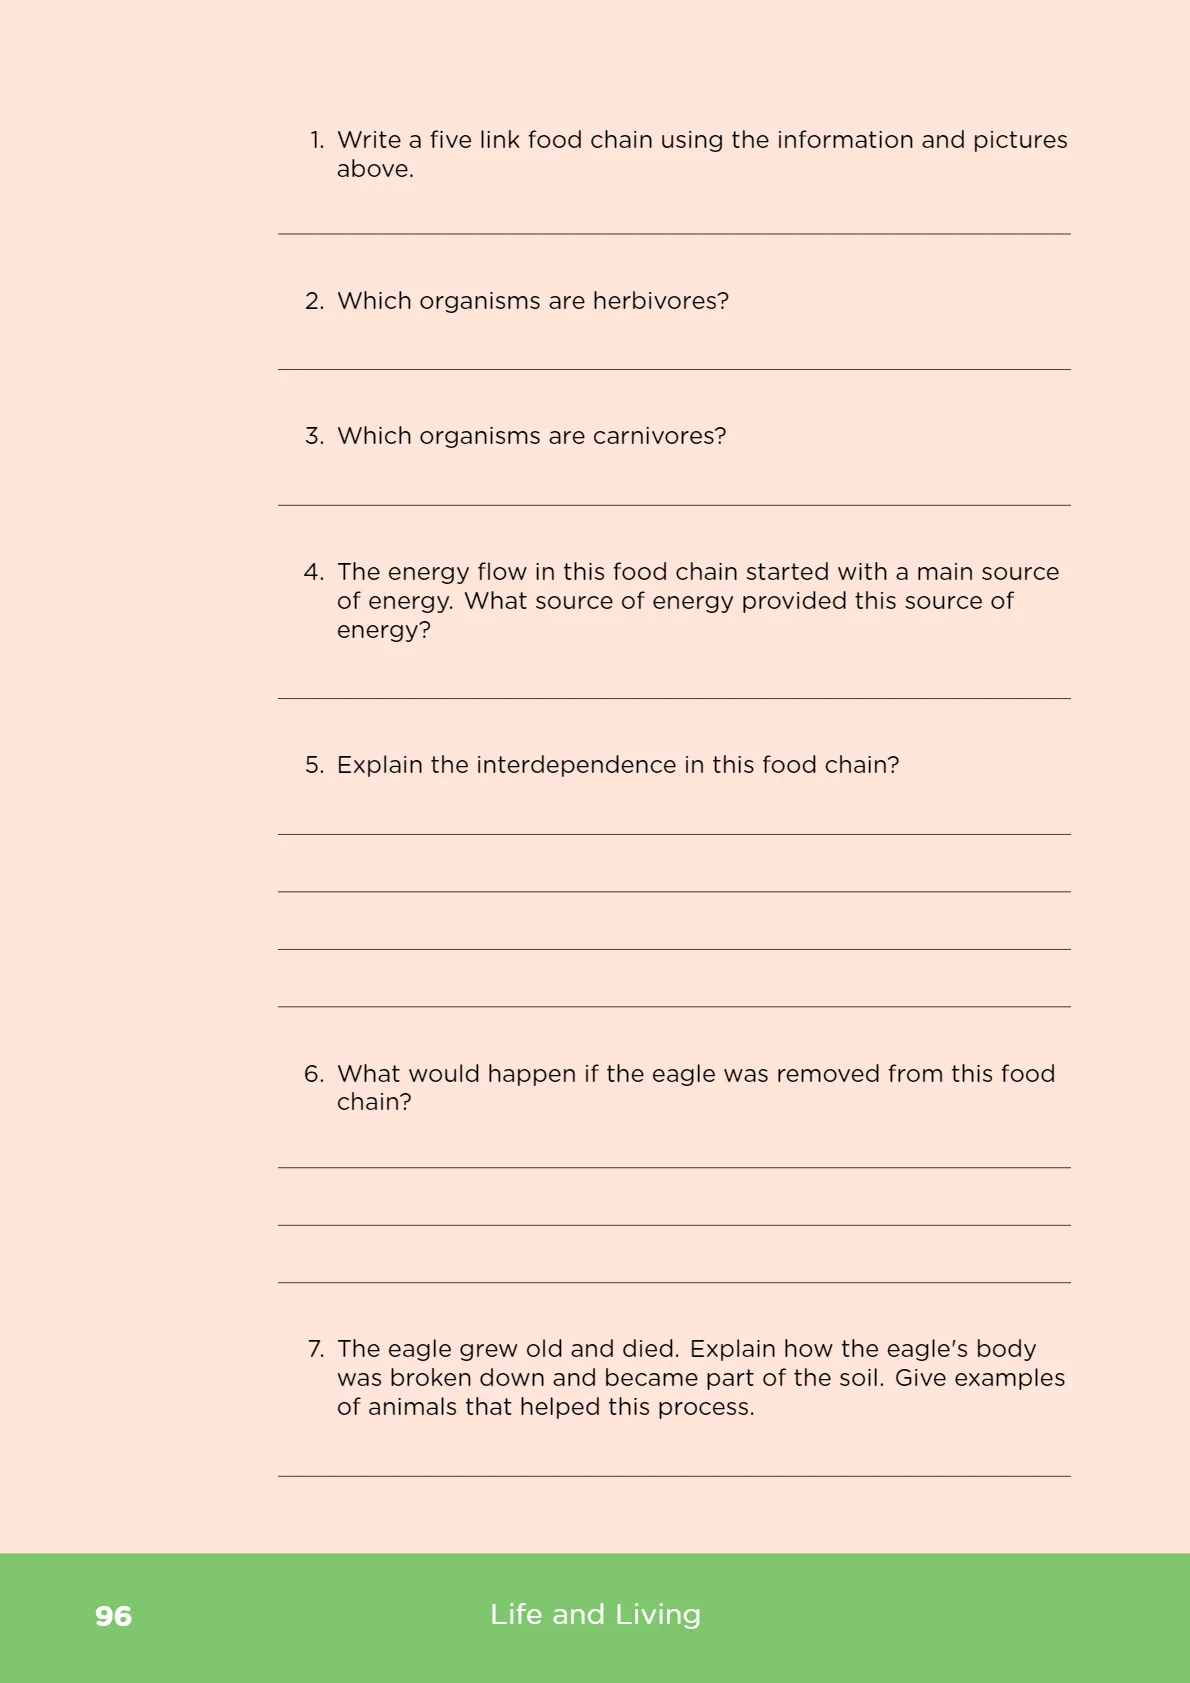 1. Write a five link food chain using the information and pictures
above.
2. Which organisms are herbivores?
3. Which organisms are carnivores?
4. The energy flow in this food chain started with a main source
of energy. What source of energy provided this source of
energy?
5. Explain the interdependence in this food chain?
6. What would happen if the eagle was removed from this food
chain?
7. The eagle grew old and died. Explain how the eagle's body
was broken down and became part of the soil. Give examples
of animals that helped this process.
96
Life and Living